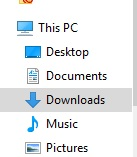 This PC
Desktop
Documents
Downloads
Music
Pictures